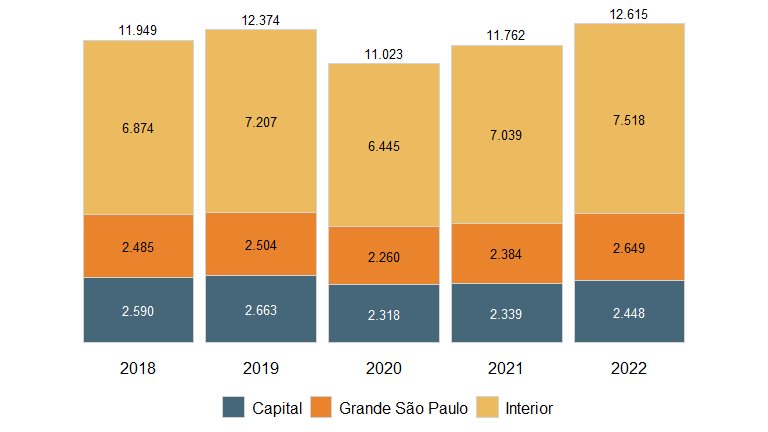 11.949 12.374 11.023 11.762 12.615
6.874 7.207 6.445 7.039 7.518
2.485 2.504 2.260 2.384 2.649
2.590 2.663 2.318 2.339 2.448
2018 2019 2020 2021 2022
Capital Grande São Paulo Interior